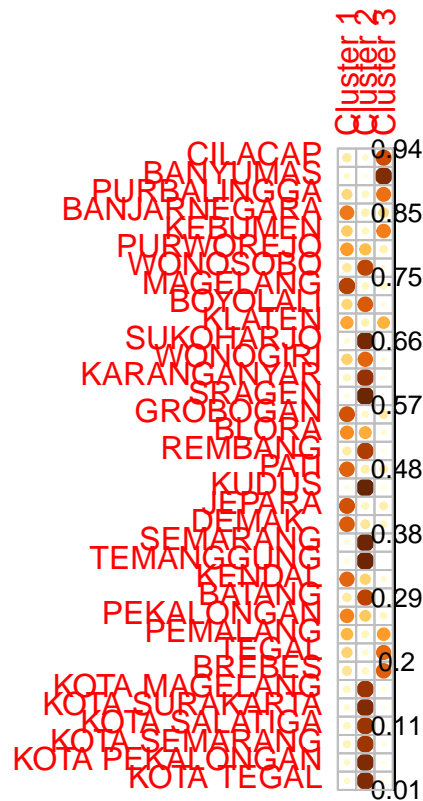 Cluster 1
Cluster 2
Cluster 3
CILACAP
BANYUMAS
PURBALINGGA
BANJARNEGARA
KEBUMEN
PURWOREJO
WONOSOBO
MAGELANG
BOYOLALI
KLATEN
SUKOHARJO
WONOGIRI
KARANGANYAR
SRAGEN
GROBOGAN
BLORA
REMBANG
PATI
KUDUS
JEPARA
DEMAK
SEMARANG
TEMANGGUNG
KENDAL
BATANG
PEKALONGAN
PEMALANG
TEGAL
BREBES
KOTA MAGELANG
KOTA SURAKARTA
KOTA SALATIGA
KOTA SEMARANG
KOTA PEKALONGAN
KOTA TEGAL
0.94
0.85
0.75
0.66
0.57
0.48
0.38
0.29
0.2
0.11
0.01